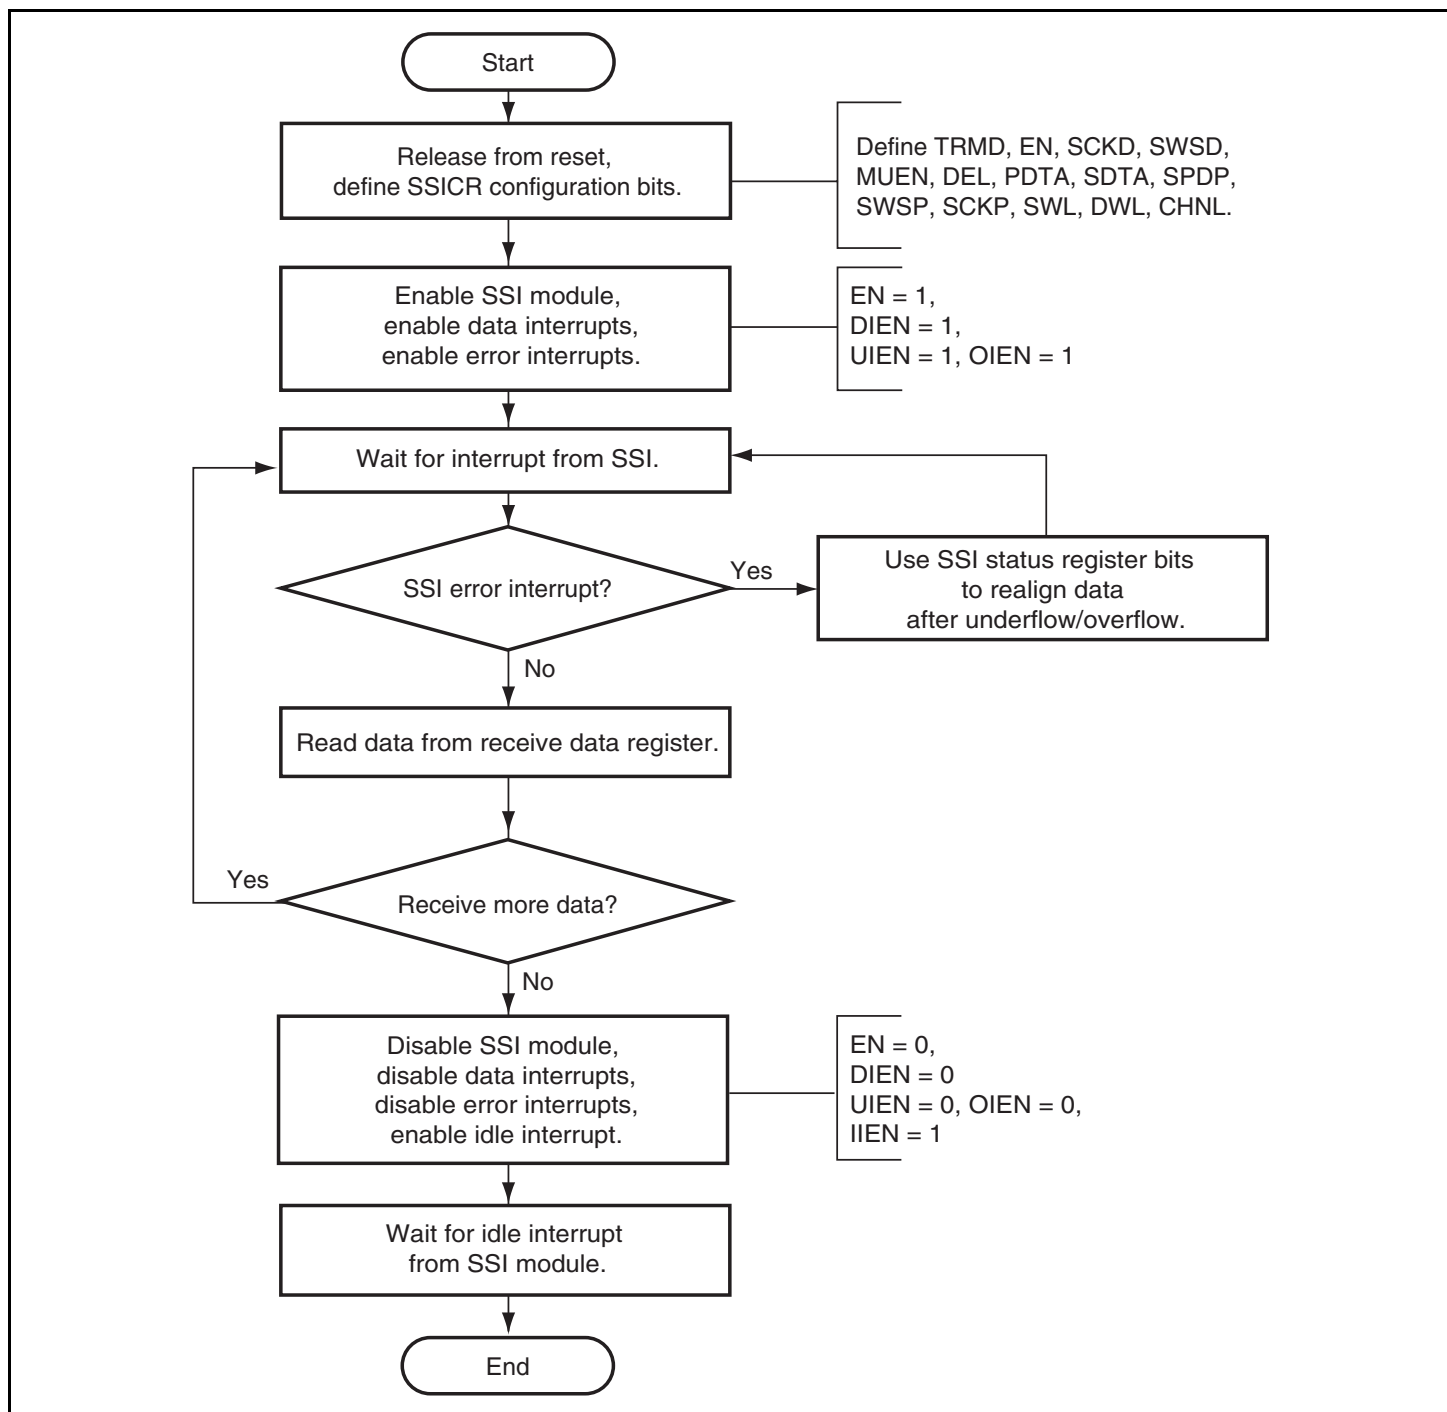 Start
Release from reset,
define SSICR configuration bits.
Define TRMD, EN, SCKD, SWSD,
MUEN, DEL, PDTA, SDTA, SPDP,
SWSP, SCKP, SWL, DWL, CHNL.
Enable SSI module,
enable data interrupts,
enable error interrupts.
EN = 1,
DIEN = 1,
UIEN = 1, OIEN = 1
Wait for interrupt from SSI.
SSI error interrupt?
Yes
Use SSI status register bits
to realign data
after underflow/overflow.
No
Read data from receive data register.
Yes
Receive more data?
No
Disable SSI module,
disable data interrupts,
disable error interrupts,
enable idle interrupt.
EN = 0,
DIEN = 0
UIEN = 0, OIEN = 0,
IIEN = 1
Wait for idle interrupt
from SSI module.
End